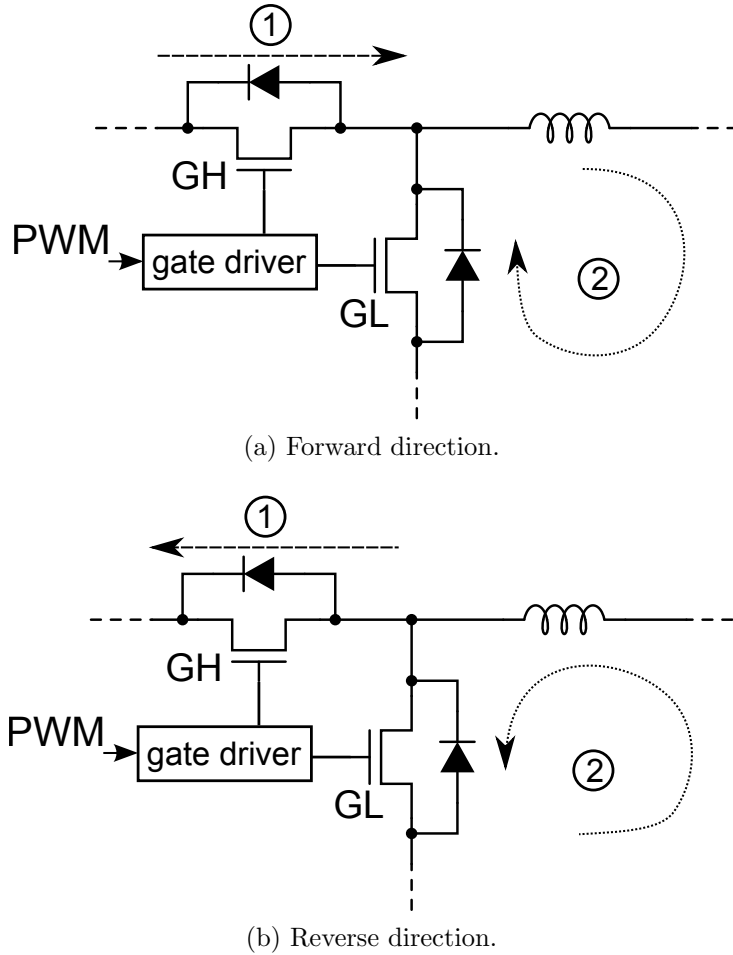 1
GH
PWM
gate driver
GL
2
(a) Forward direction.
1
GH
PWM
gate driver
GL
2
(b) Reverse direction.